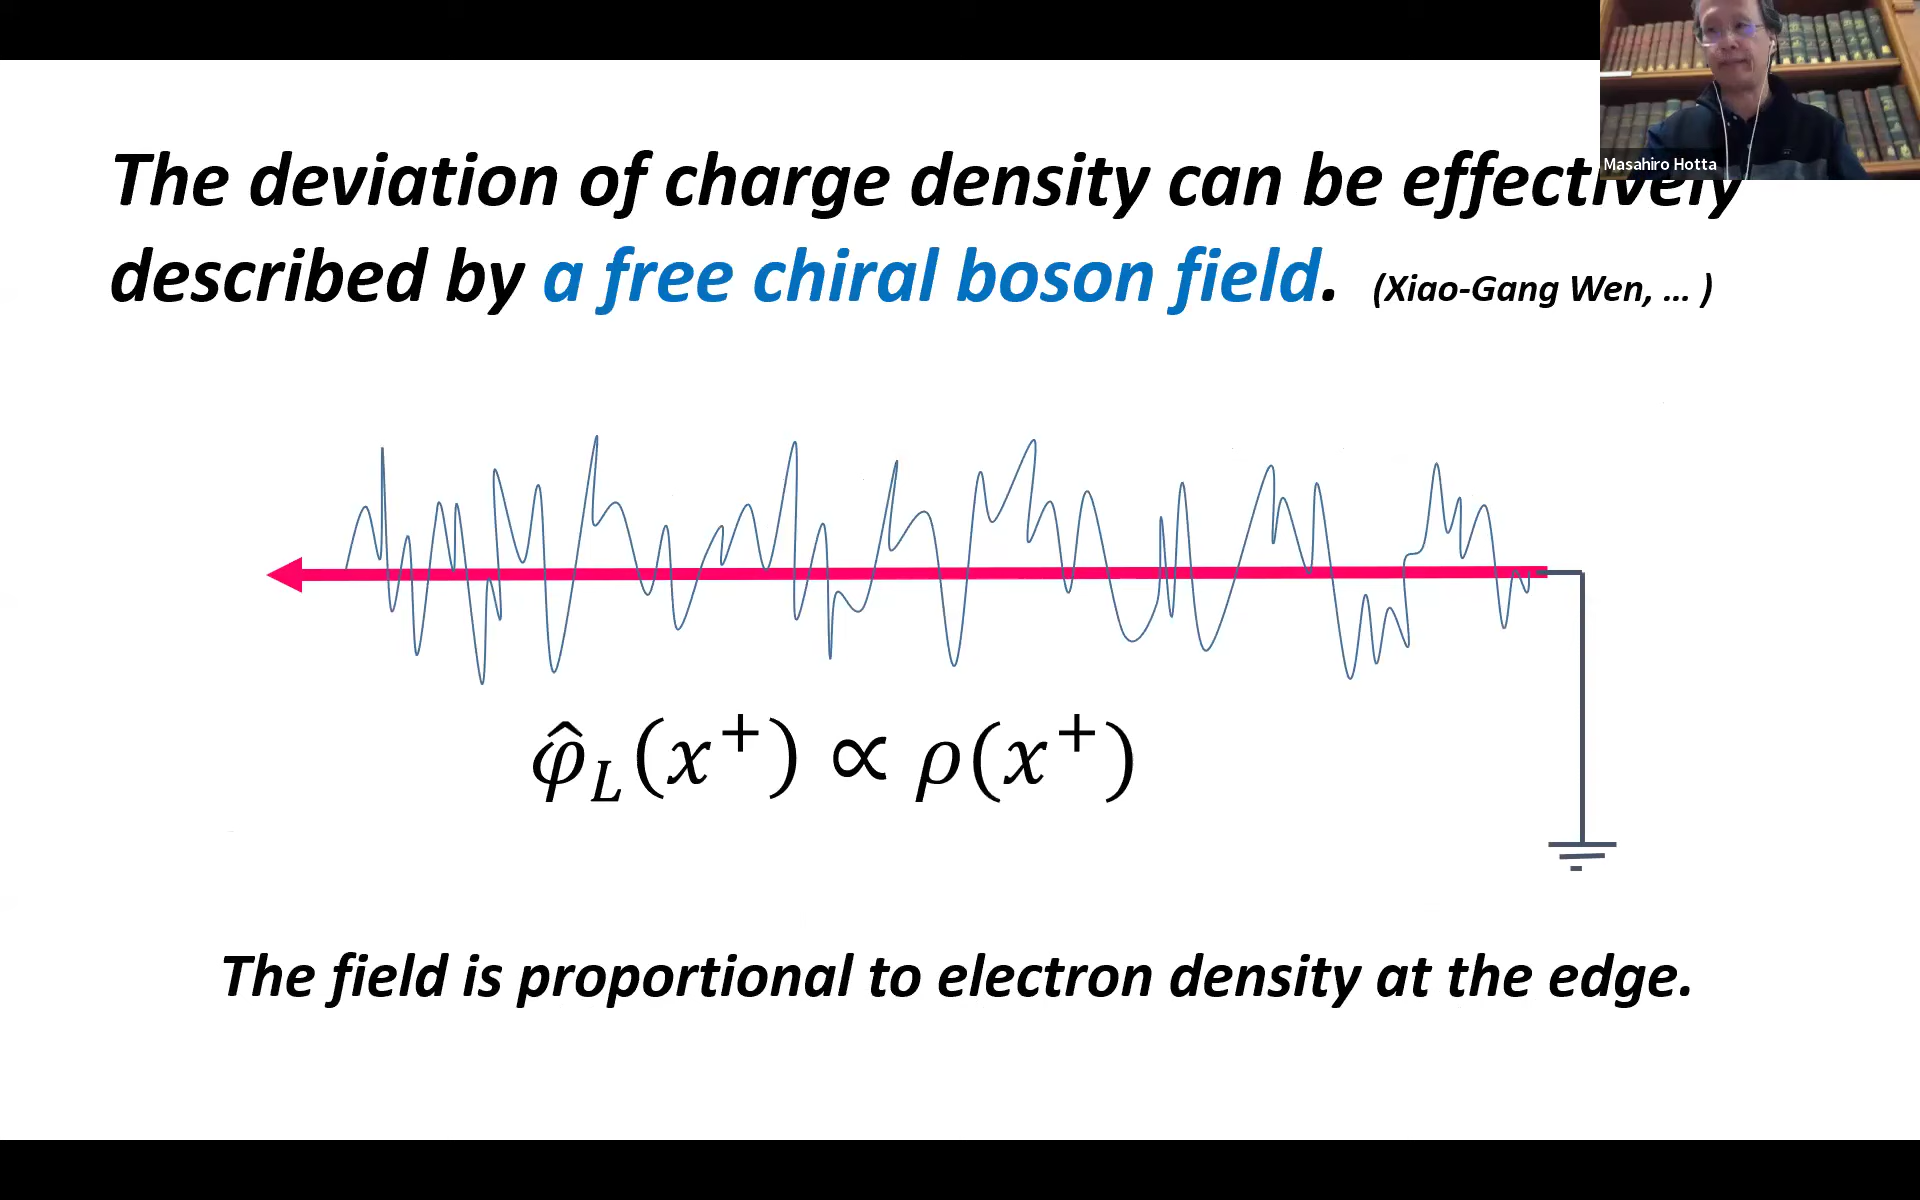 Masahiro Hotta
The deviation of charge density can be effectively
described by a free chiral boson field. (Xiao-Gang Wen, ... )
φ̂_L(x⁺) ∝ ρ(x⁺)
The field is proportional to electron density at the edge.